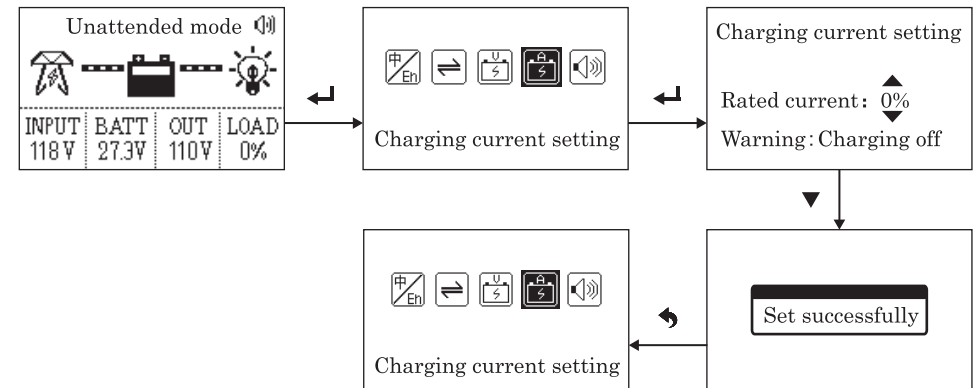 Unattended mode
INPUT BATT OUT LOAD
118V 27.3V 110V 0%
中/En
U
A
Charging current setting
Charging current setting
Rated current: 0%
Warning: Charging off
中/En
U
A
Charging current setting
Set successfully